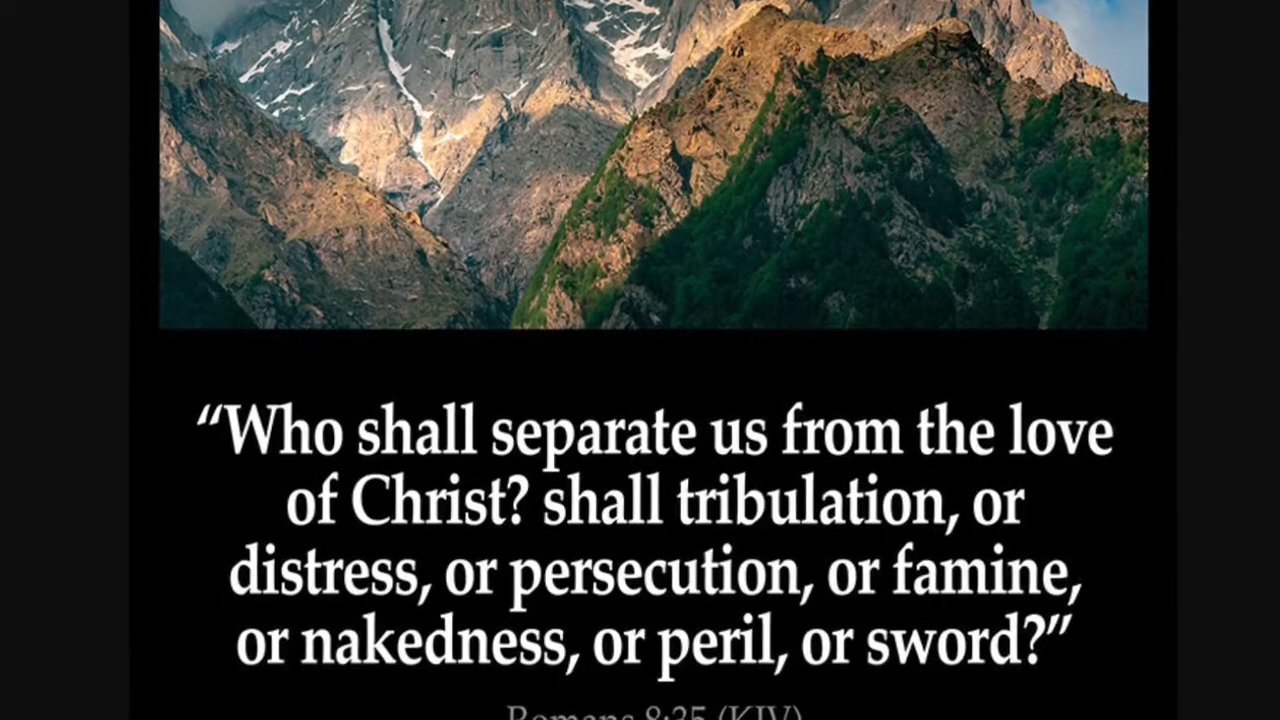 “Who shall separate us from the love
of Christ? shall tribulation, or
distress, or persecution, or famine,
or nakedness, or peril, or sword?”
Romans 8:35 (KJV)